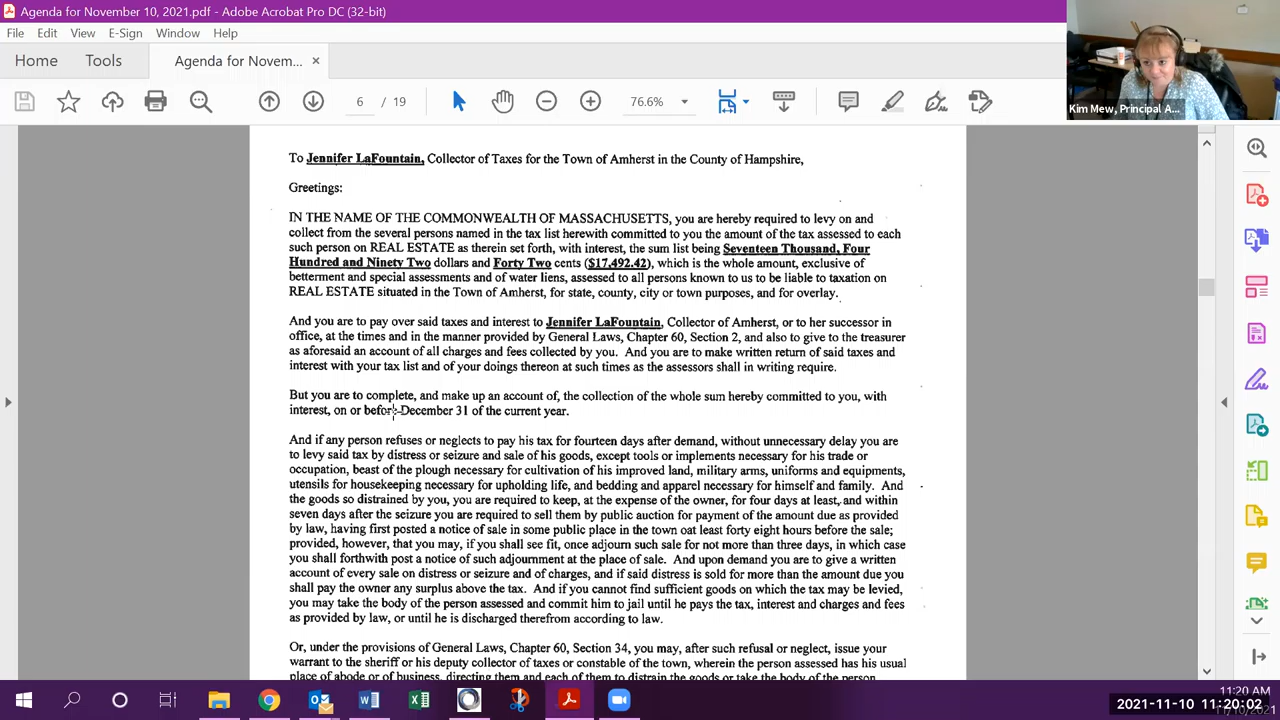 Agenda for November 10, 2021.pdf - Adobe Acrobat Pro DC (32-bit)
File Edit View E-Sign Window Help
Home Tools Agenda for Novem... ×
6 / 19 76.6%
Kim Mew, Principal A...
To Jennifer LaFountain, Collector of Taxes for the Town of Amherst in the County of Hampshire,
Greetings:
IN THE NAME OF THE COMMONWEALTH OF MASSACHUSETTS, you are hereby required to levy on and
collect from the several persons named in the tax list herewith committed to you the amount of the tax assessed to each
such person on REAL ESTATE as therein set forth, with interest, the sum list being Seventeen Thousand, Four
Hundred and Ninety Two dollars and Forty Two cents ($17,492.42), which is the whole amount, exclusive of
betterment and special assessments and of water liens, assessed to all persons known to us to be liable to taxation on
REAL ESTATE situated in the Town of Amherst, for state, county, city or town purposes, and for overlay.
And you are to pay over said taxes and interest to Jennifer LaFountain, Collector of Amherst, or to her successor in
office, at the times and in the manner provided by General Laws, Chapter 60, Section 2, and also to give to the treasurer
as aforesaid an account of all charges and fees collected by you. And you are to make written return of said taxes and
interest with your tax list and of your doings thereon at such times as the assessors shall in writing require.
But you are to complete, and make up an account of, the collection of the whole sum hereby committed to you, with
interest, on or before December 31 of the current year.
And if any person refuses or neglects to pay his tax for fourteen days after demand, without unnecessary delay you are
to levy said tax by distress or seizure and sale of his goods, except tools or implements necessary for his trade or
occupation, beast of the plough necessary for cultivation of his improved land, military arms, uniforms and equipments,
utensils for housekeeping necessary for upholding life, and bedding and apparel necessary for himself and family. And
the goods so distrained by you, you are required to keep, at the expense of the owner, for four days at least, and within
seven days after the seizure you are required to sell them by public auction for payment of the amount due as provided
by law, having first posted a notice of sale in some public place in the town oat least forty eight hours before the sale;
provided, however, that you may, if you shall see fit, once adjourn such sale for not more than three days, in which case
you shall forthwith post a notice of such adjournment at the place of sale. And upon demand you are to give a written
account of every sale on distress or seizure and of charges, and if said distress is sold for more than the amount due you
shall pay the owner any surplus above the tax. And if you cannot find sufficient goods on which the tax may be levied,
you may take the body of the person assessed and commit him to jail until he pays the tax, interest and charges and fees
as provided by law, or until he is discharged therefrom according to law.
Or, under the provisions of General Laws, Chapter 60, Section 34, you may, after such refusal or neglect, issue your
warrant to the sheriff or his deputy collector of taxes or constable of the town, wherein the person assessed has his usual
place of abode or of business, directing them and each of them to distrain the goods or take the body of the person
11:20 AM
2021-11-10 11:20:02